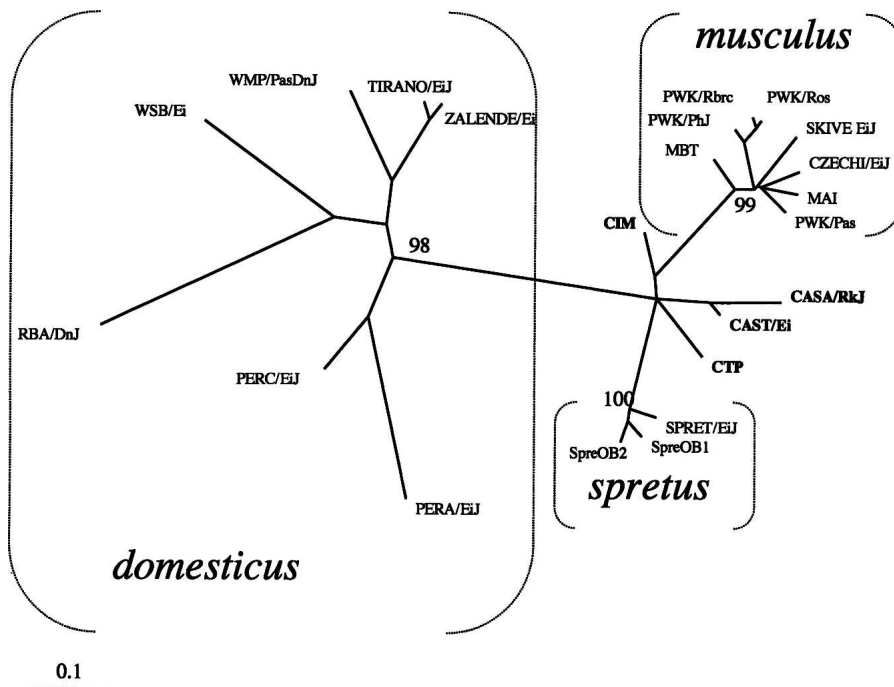 musculus
WMP/PasDnJ
TIRANO/EiJ
WSB/Ei
ZALENDE/Ei
PWK/Rbrc
PWK/Ros
PWK/PhJ
SKIVE EiJ
MBT
CZECHI/EiJ
MAI
99
PWK/Pas
CIM
98
CASA/RkJ
CAST/Ei
RBA/DnJ
CTP
PERC/EiJ
100
SPRET/EiJ
SpreOB1
SpreOB2
spretus
PERA/EiJ
domesticus
0.1